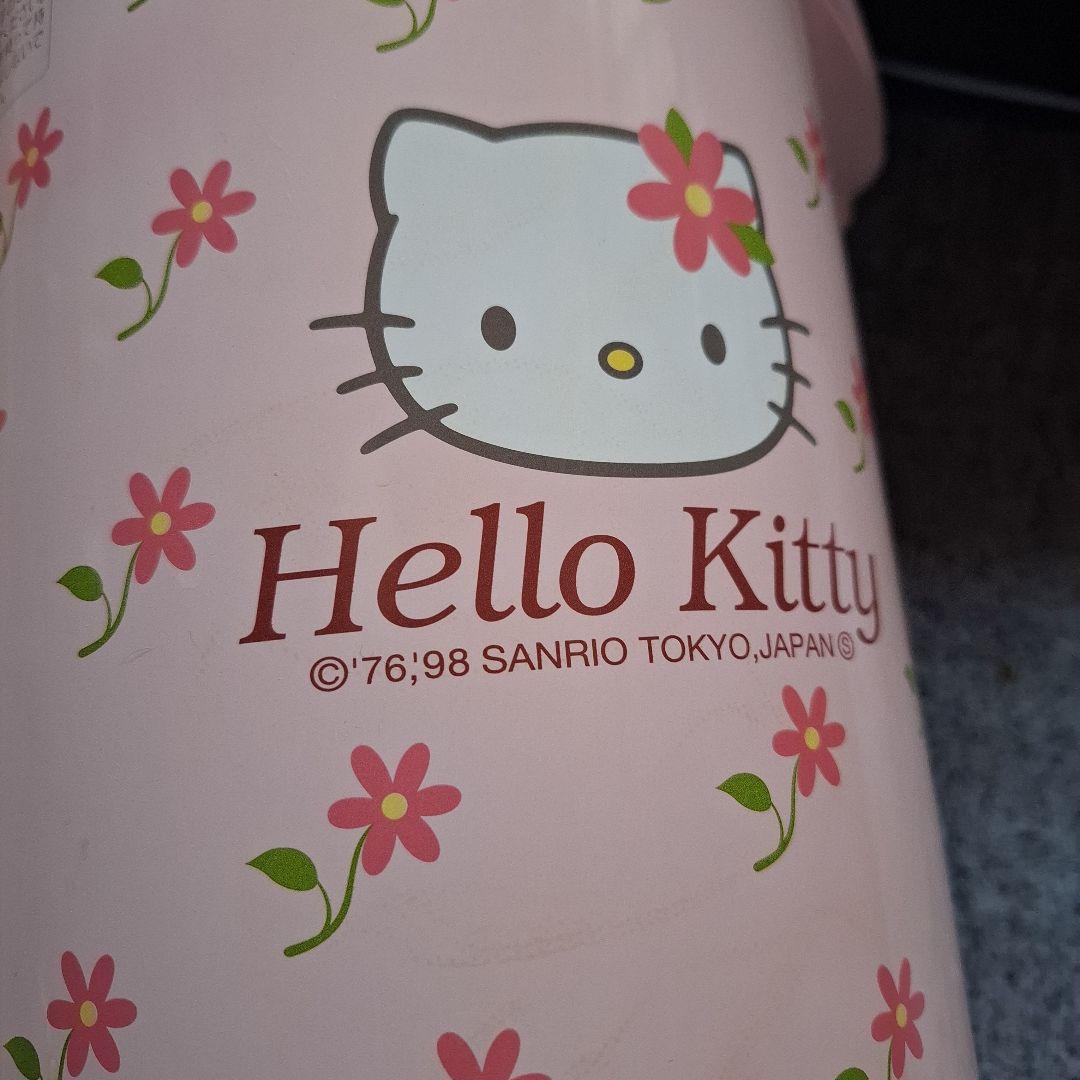 Hello Kitty
©'76,'98 SANRIO TOKYO,JAPAN Ⓢ